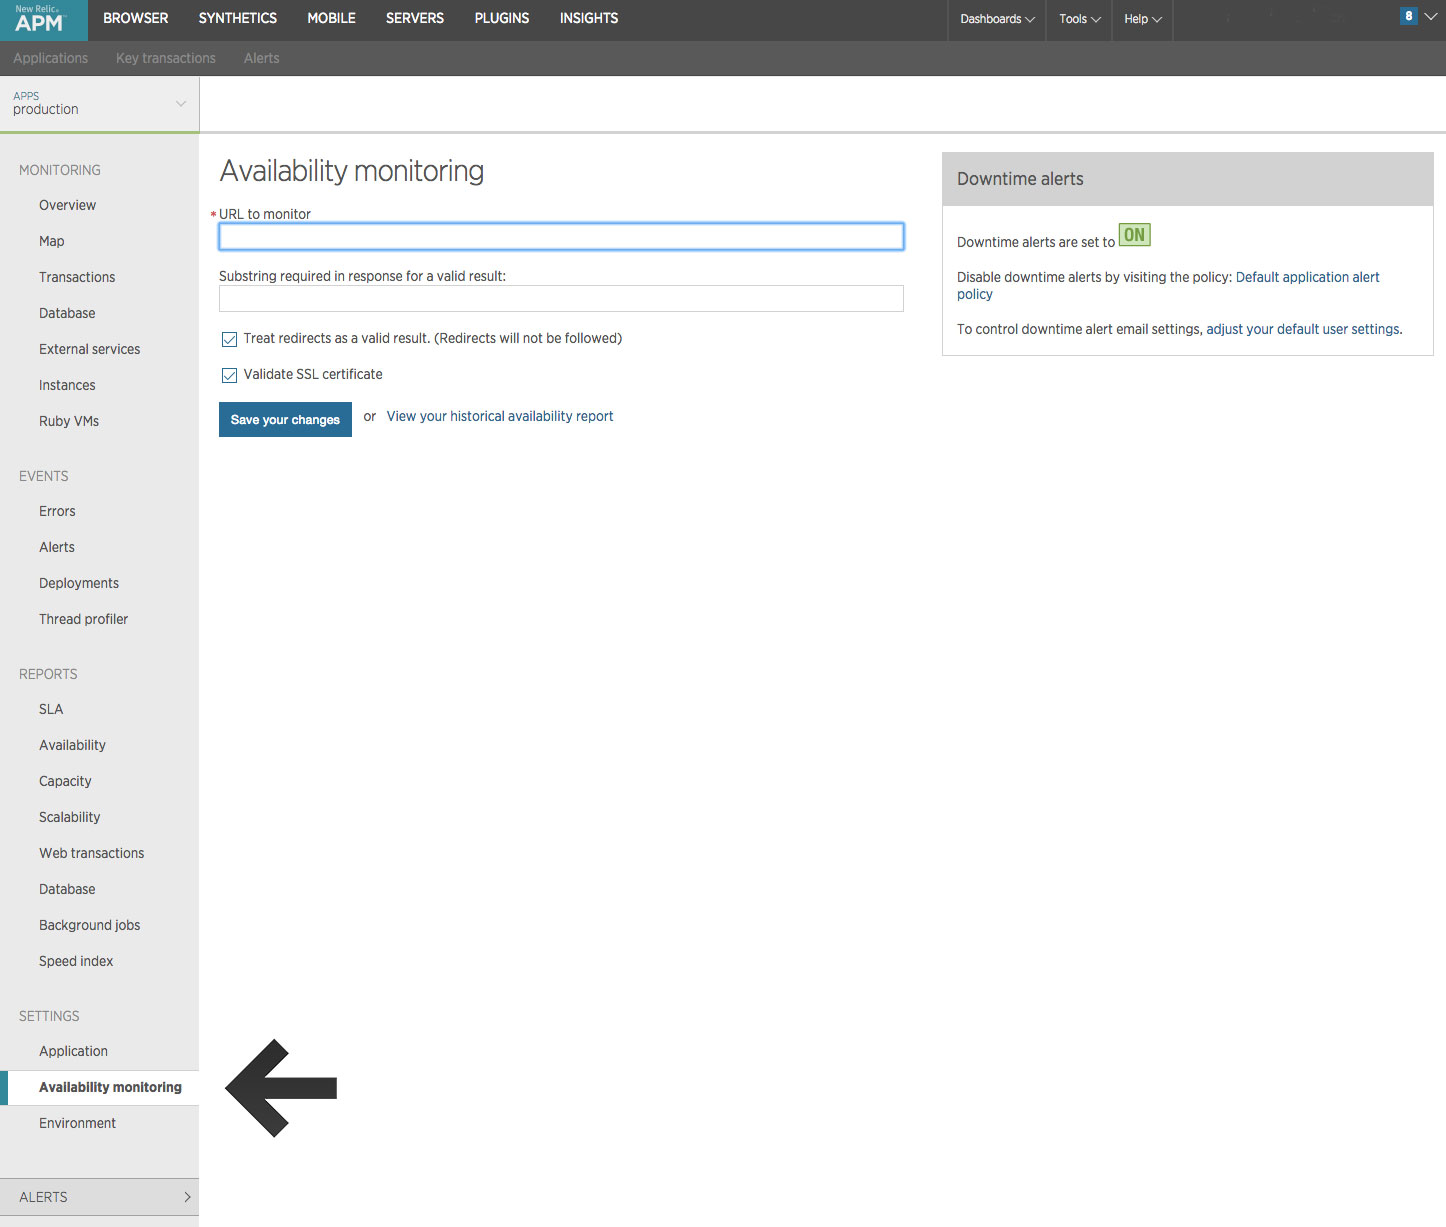 New Relic.
APM™
BROWSER SYNTHETICS MOBILE SERVERS PLUGINS INSIGHTS
Dashboards Tools Help
8
Applications Key transactions Alerts
APPS
production
MONITORING
Overview
Map
Transactions
Database
External services
Instances
Ruby VMs
EVENTS
Errors
Alerts
Deployments
Thread profiler
REPORTS
SLA
Availability
Capacity
Scalability
Web transactions
Database
Background jobs
Speed index
SETTINGS
Application
Availability monitoring
Environment
ALERTS
Availability monitoring
* URL to monitor
Substring required in response for a valid result:
Treat redirects as a valid result. (Redirects will not be followed)
Validate SSL certificate
Save your changes or View your historical availability report
Downtime alerts
Downtime alerts are set to ON
Disable downtime alerts by visiting the policy: Default application alert
policy
To control downtime alert email settings, adjust your default user settings.